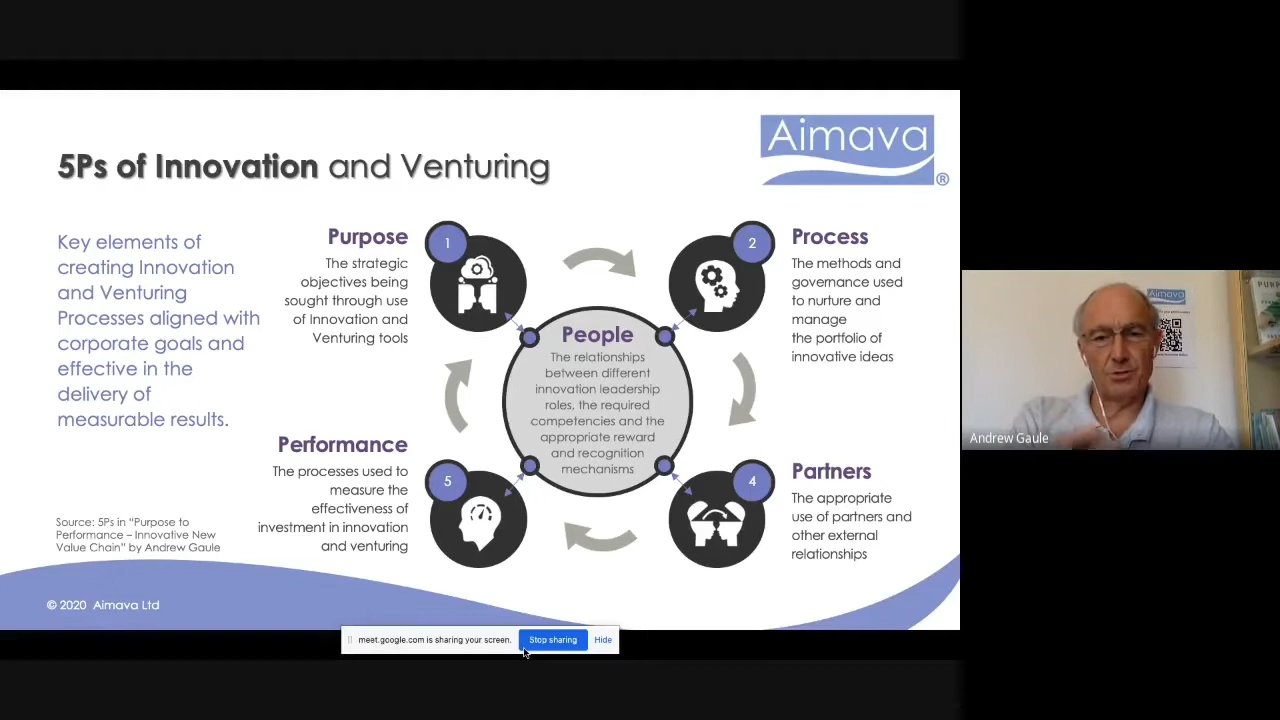 5Ps of Innovation and Venturing
Aimava
®
Key elements of
creating Innovation
and Venturing
Processes aligned with
corporate goals and
effective in the
delivery of
measurable results.
Purpose
The strategic
objectives being
sought through use
of Innovation and
Venturing tools
1
2
Process
The methods and
governance used
to nurture and
manage
the portfolio of
innovative ideas
People
The relationships
between different
innovation leadership
roles, the required
competencies and the
appropriate reward
and recognition
mechanisms
Performance
The processes used to
measure the
effectiveness of
investment in innovation
and venturing
5
4
Partners
The appropriate
use of partners and
other external
relationships
Source: 5Ps in “Purpose to
Performance – Innovative New
Value Chain” by Andrew Gaule
© 2020 Aimava Ltd
meet.google.com is sharing your screen.
Stop sharing
Hide
Aimava
Andrew Gaule